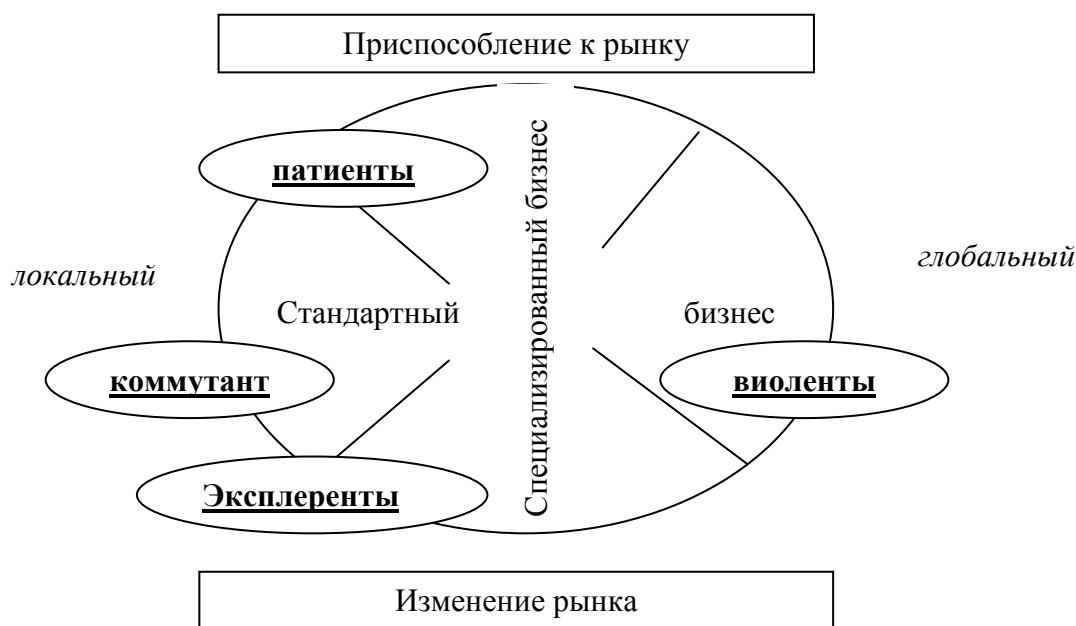 Приспособление к рынку
патиенты
Специализированный бизнес
глобальный
локальный
Стандартный
бизнес
коммутант
виоленты
Эксплеренты
Изменение рынка